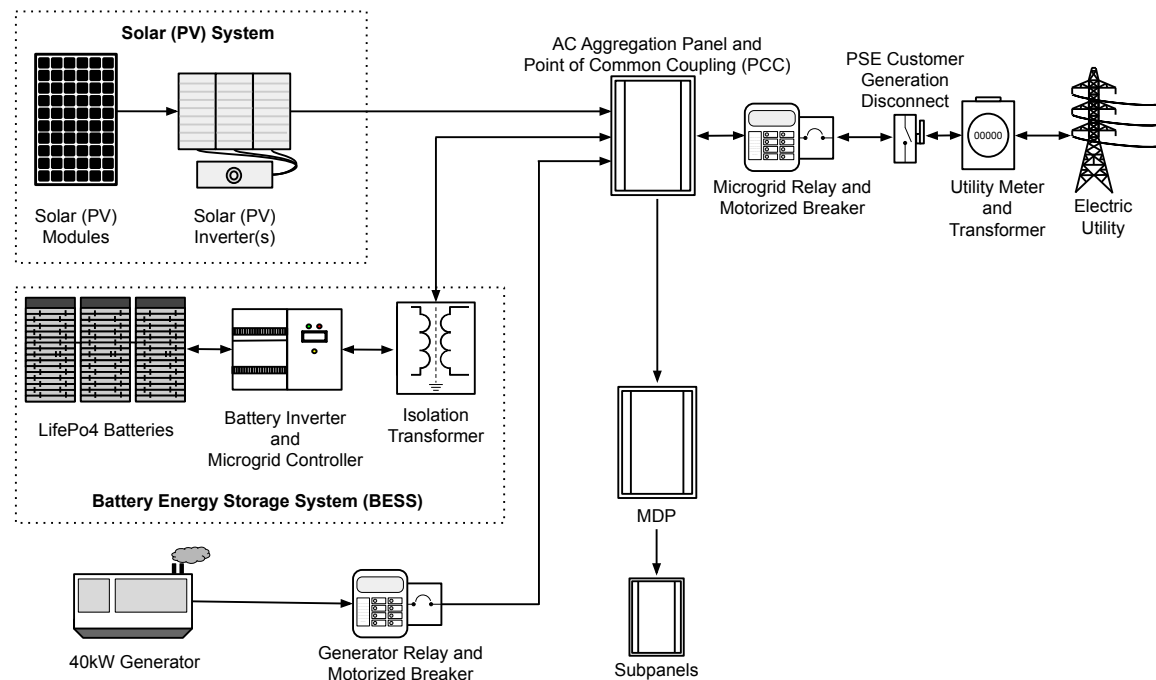 Solar (PV) System
Solar (PV)
Modules
Solar (PV)
Inverter(s)
AC Aggregation Panel and
Point of Common Coupling (PCC)
Microgrid Relay and
Motorized Breaker
PSE Customer
Generation
Disconnect
00000
Utility Meter
and
Transformer
Electric
Utility
LifePo4 Batteries
Battery Inverter
and
Microgrid Controller
Isolation
Transformer
Battery Energy Storage System (BESS)
MDP
40kW Generator
Generator Relay and
Motorized Breaker
Subpanels